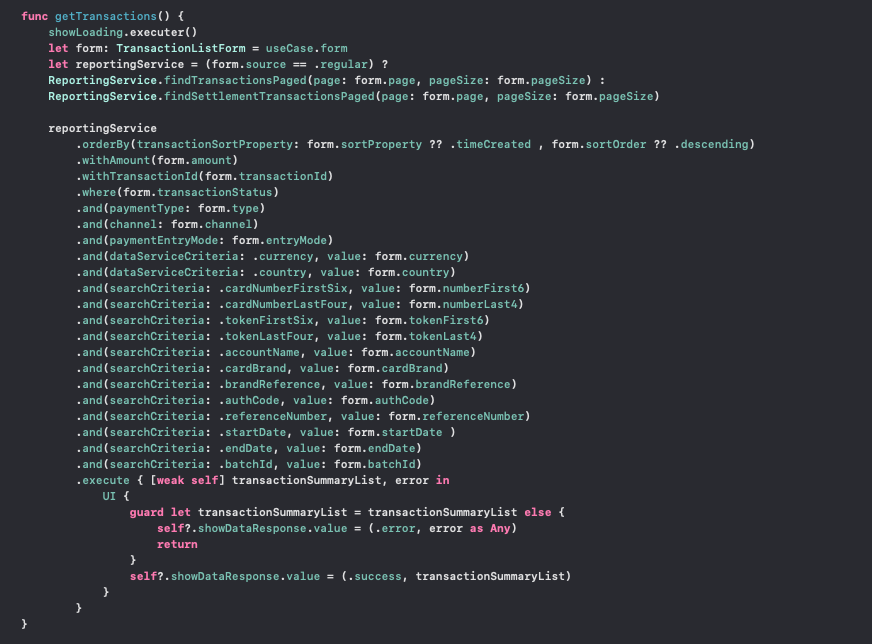 func getTransactions() {
    showLoading.executer()
    let form: TransactionListForm = useCase.form
    let reportingService = (form.source == .regular) ?
    ReportingService.findTransactionsPaged(page: form.page, pageSize: form.pageSize) :
    ReportingService.findSettlementTransactionsPaged(page: form.page, pageSize: form.pageSize)

    reportingService
        .orderBy(transactionSortProperty: form.sortProperty ?? .timeCreated , form.sortOrder ?? .descending)
        .withAmount(form.amount)
        .withTransactionId(form.transactionId)
        .where(form.transactionStatus)
        .and(paymentType: form.type)
        .and(channel: form.channel)
        .and(paymentEntryMode: form.entryMode)
        .and(dataServiceCriteria: .currency, value: form.currency)
        .and(dataServiceCriteria: .country, value: form.country)
        .and(searchCriteria: .cardNumberFirstSix, value: form.numberFirst6)
        .and(searchCriteria: .cardNumberLastFour, value: form.numberLast4)
        .and(searchCriteria: .tokenFirstSix, value: form.tokenFirst6)
        .and(searchCriteria: .tokenLastFour, value: form.tokenLast4)
        .and(searchCriteria: .accountName, value: form.accountName)
        .and(searchCriteria: .cardBrand, value: form.cardBrand)
        .and(searchCriteria: .brandReference, value: form.brandReference)
        .and(searchCriteria: .authCode, value: form.authCode)
        .and(searchCriteria: .referenceNumber, value: form.referenceNumber)
        .and(searchCriteria: .startDate, value: form.startDate )
        .and(searchCriteria: .endDate, value: form.endDate)
        .and(searchCriteria: .batchId, value: form.batchId)
        .execute { [weak self] transactionSummaryList, error in
            UI {
                guard let transactionSummaryList = transactionSummaryList else {
                    self?.showDataResponse.value = (.error, error as Any)
                    return
                }
                self?.showDataResponse.value = (.success, transactionSummaryList)
            }
        }
}